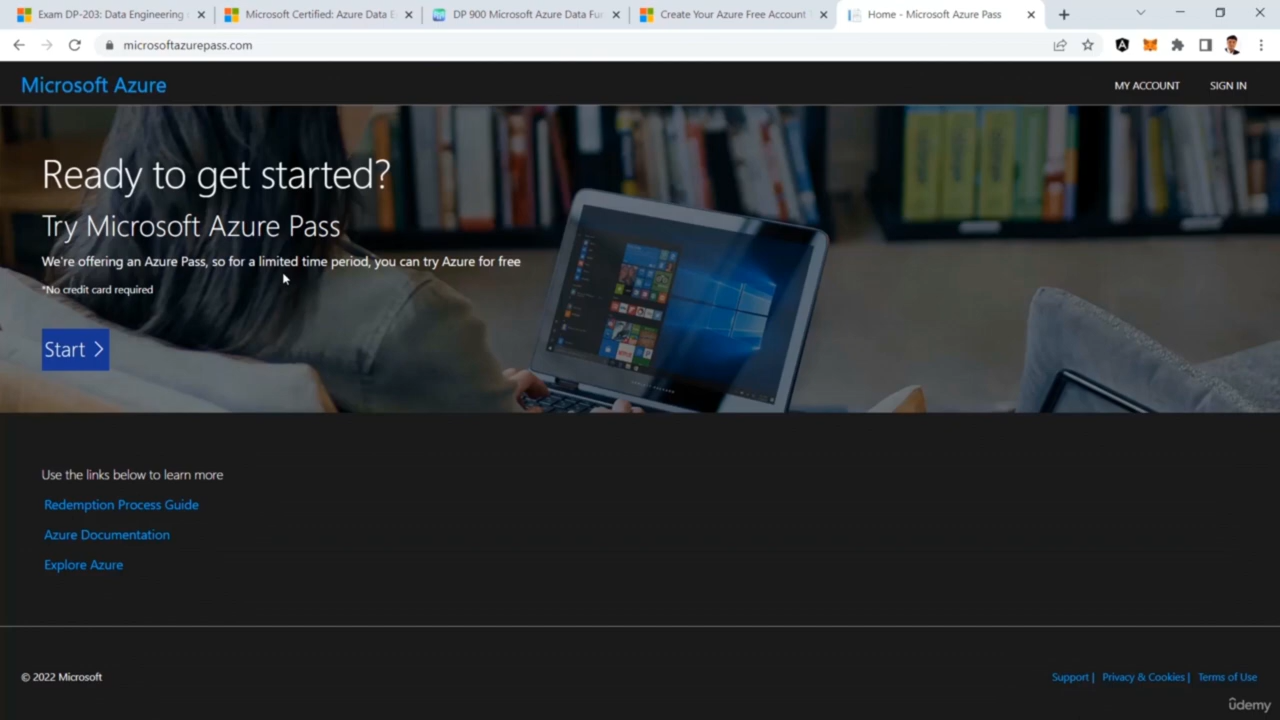 Exam DP-203: Data Engineering
Microsoft Certified: Azure Data E
DP 900 Microsoft Azure Data Fu
Create Your Azure Free Account
Home - Microsoft Azure Pass
microsoftazurepass.com
Microsoft Azure
MY ACCOUNT
SIGN IN
Ready to get started?
Try Microsoft Azure Pass
We're offering an Azure Pass, so for a limited time period, you can try Azure for free
*No credit card required
Start
Use the links below to learn more
Redemption Process Guide
Azure Documentation
Explore Azure
© 2022 Microsoft
Support | Privacy & Cookies | Terms of Use
ûdemy